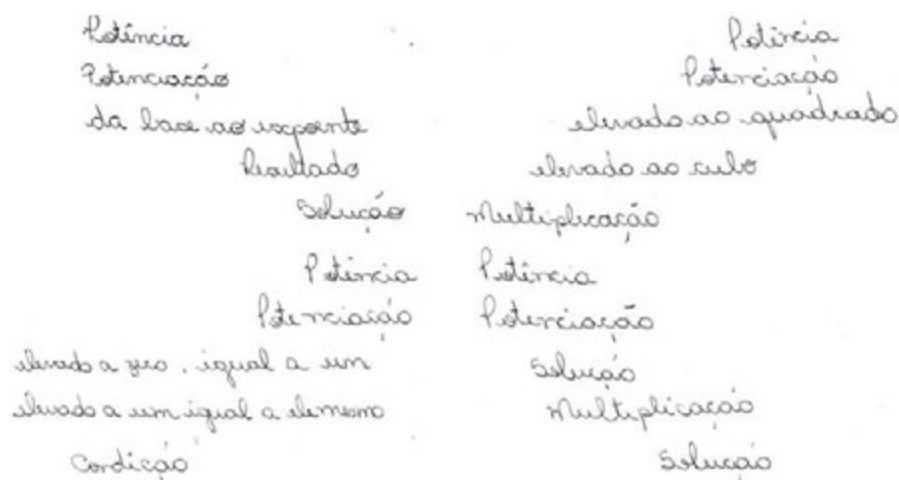 Potência
Potenciação
da base ao expoente
Resultado
Solução
Potência
Potenciação
elevado a zero, igual a um
elevado a um igual a ele mesmo
Condição
Potência
Potenciação
elevado ao quadrado
elevado ao cubo
Multiplicação
Potência
Potenciação
Solução
Multiplicação
Solução